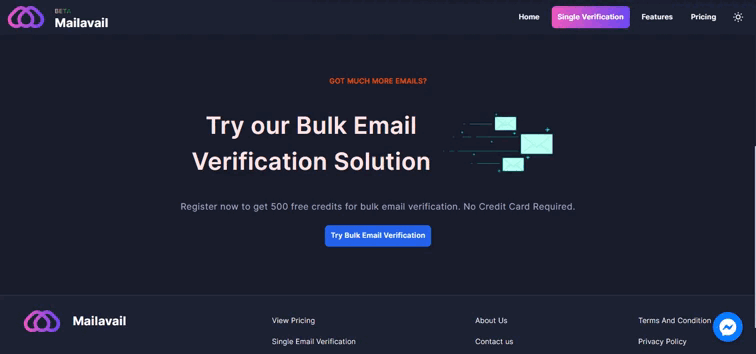 BETA
Mailavail
Home
Single Verification
Features
Pricing
GOT MUCH MORE EMAILS?
Try our Bulk Email
Verification Solution
Register now to get 500 free credits for bulk email verification. No Credit Card Required.
Try Bulk Email Verification
Mailavail
View Pricing
About Us
Terms And Condition
Single Email Verification
Contact us
Privacy Policy